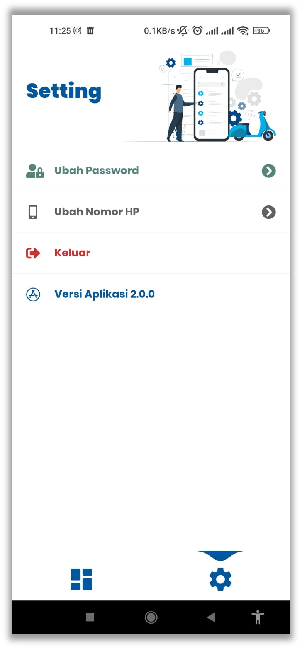 11:25 0.1KB/s
Setting
Ubah Password
Ubah Nomor HP
Keluar
Versi Aplikasi 2.0.0